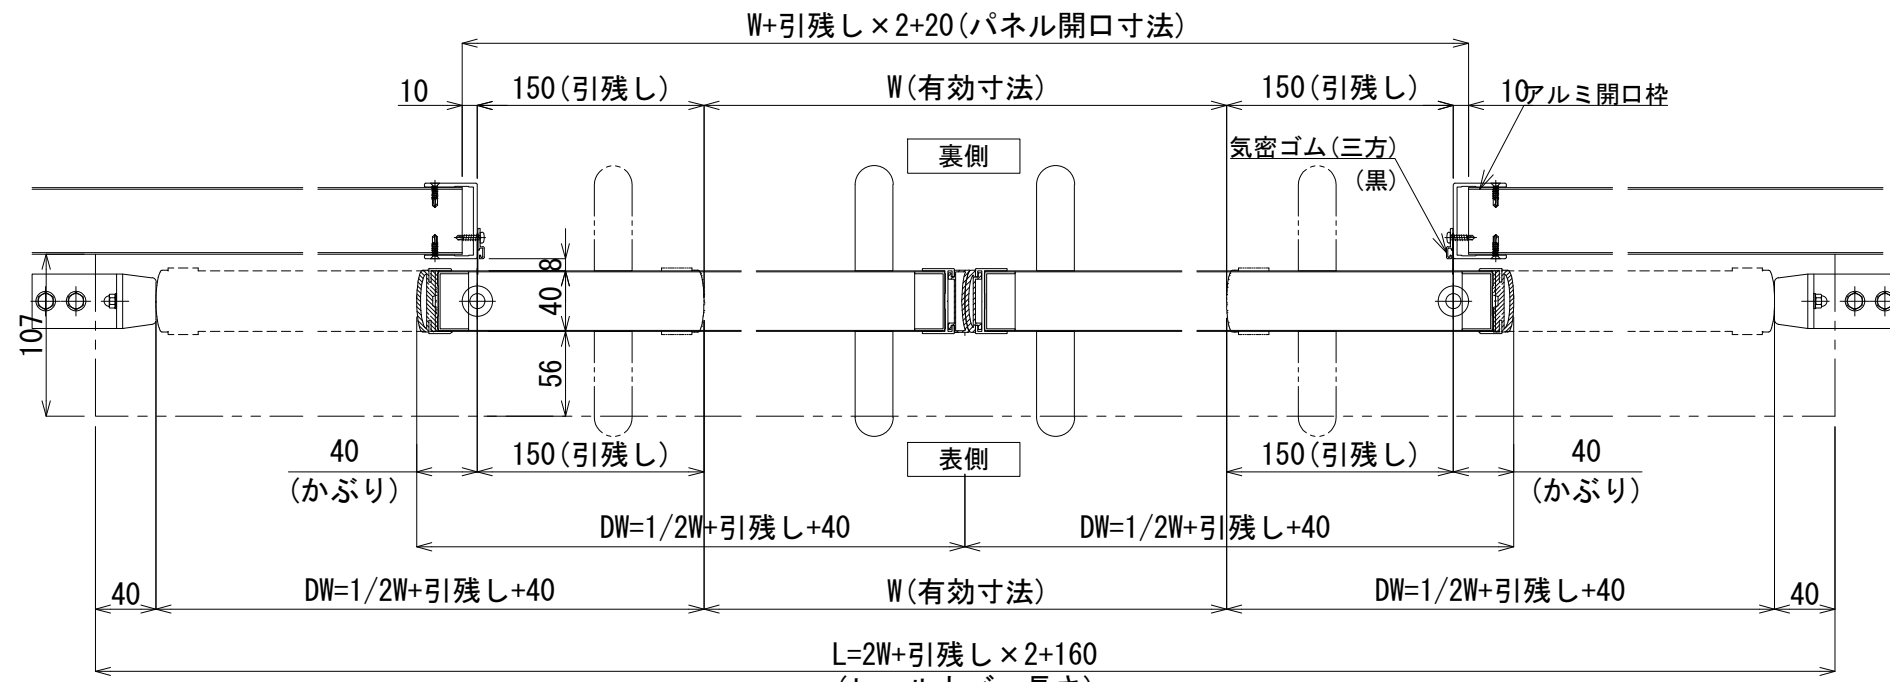 W+引残し×2+20(パネル開口寸法)
10
150(引残し)
W(有効寸法)
150(引残し)
10
アルミ開口枠
裏側
気密ゴム(三方)
(黒)
8
40
107
56
40
(かぶり)
150(引残し)
表側
150(引残し)
40
(かぶり)
DW=1/2W+引残し+40
DW=1/2W+引残し+40
40
DW=1/2W+引残し+40
W(有効寸法)
DW=1/2W+引残し+40
40
L=2W+引残し×2+160